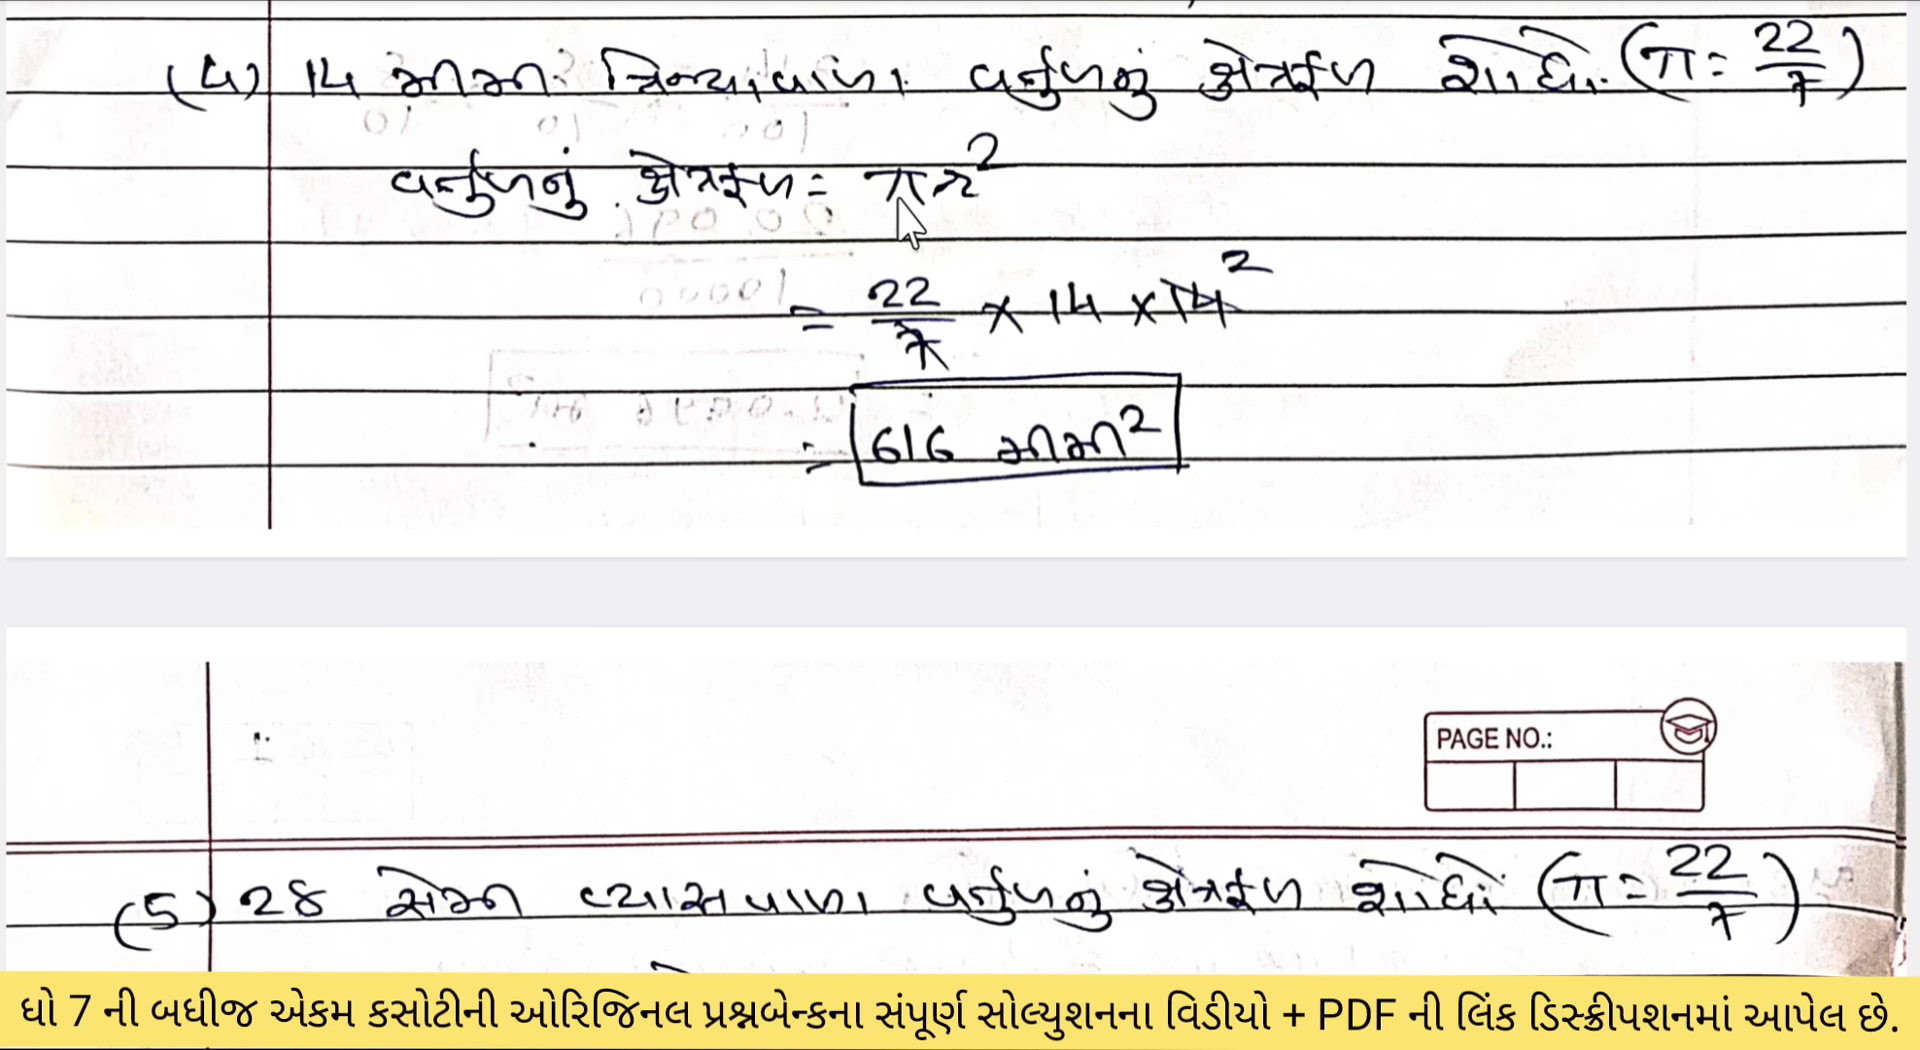 (૪) 14 મીમી ત્રિજ્યાવાળા વર્તુળનું ક્ષેત્રફળ શોધો. (π = 22/7)
વર્તુળનું ક્ષેત્રફળ = πr²
= 22/7 × 14 × 14 2
= 616 મીમી²
PAGE NO.:
(5) 28 સેમી વ્યાસવાળા વર્તુળનું ક્ષેત્રફળ શોધો (π = 22/7)
ધો 7 ની બધીજ એકમ કસોટીની ઓરિજિનલ પ્રશ્નબેન્કના સંપૂર્ણ સોલ્યુશનના વિડીયો + PDF ની લિંક ડિસ્ક્રીપશનમાં આપેલ છે.